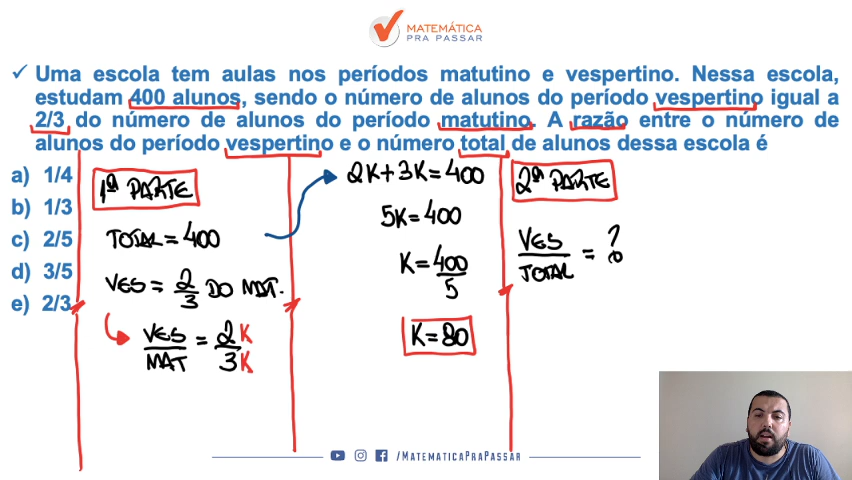 MATEMÁTICA
PRA PASSAR
✓ Uma escola tem aulas nos períodos matutino e vespertino. Nessa escola,
estudam 400 alunos, sendo o número de alunos do período vespertino igual a
2/3 do número de alunos do período matutino. A razão entre o número de
alunos do período vespertino e o número total de alunos dessa escola é
a) 1/4
b) 1/3
c) 2/5
d) 3/5
e) 2/3
1ª PARTE
TOTAL = 400
VES = 2/3 DO MAT.
VES/MAT = 2K/3K
2K + 3K = 400
5K = 400
K = 400/5
K = 80
2ª PARTE
VES/TOTAL = ?
/MATEMATICAPRAPASSAR